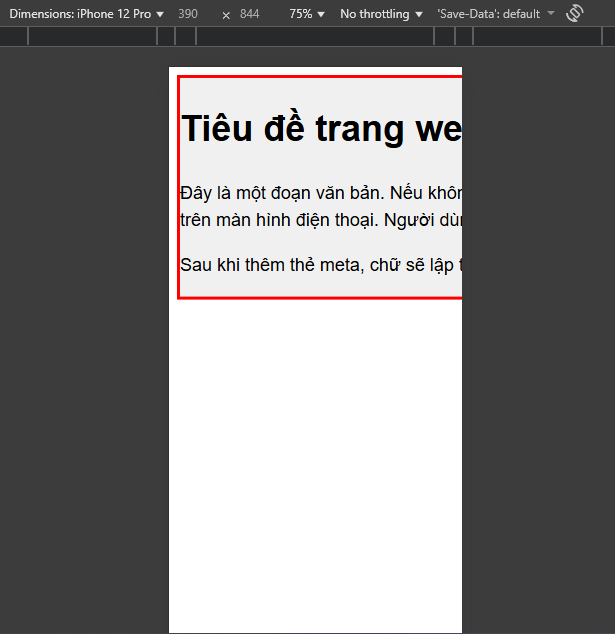 Dimensions: iPhone 12 Pro 390 × 844 75% No throttling 'Save-Data': default
Tiêu đề trang we
Đây là một đoạn văn bản. Nếu khôn
trên màn hình điện thoại. Người dùn
Sau khi thêm thẻ meta, chữ sẽ lập t